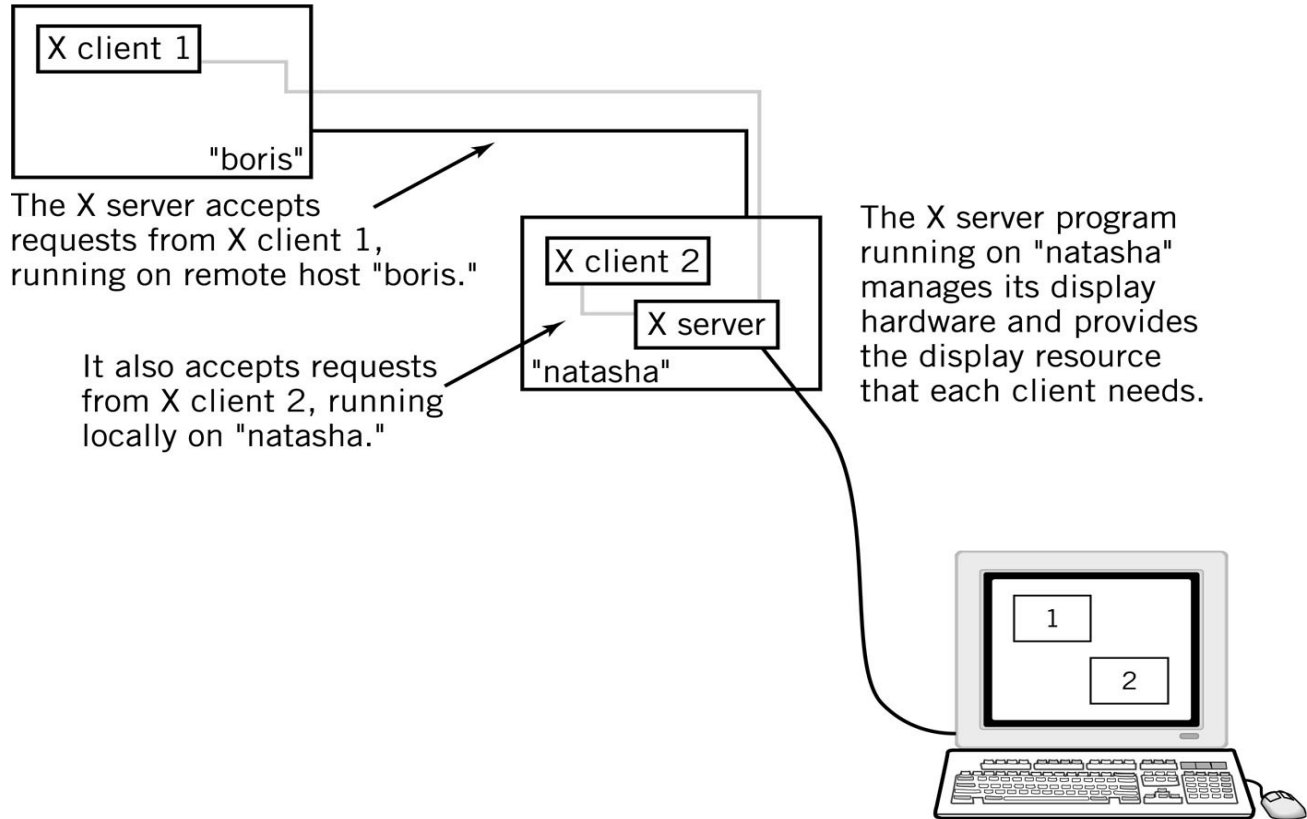 X client 1
"boris"
The X server accepts
requests from X client 1,
running on remote host "boris."
X client 2
X server
"natasha"
It also accepts requests
from X client 2, running
locally on "natasha."
The X server program
running on "natasha"
manages its display
hardware and provides
the display resource
that each client needs.
1
2